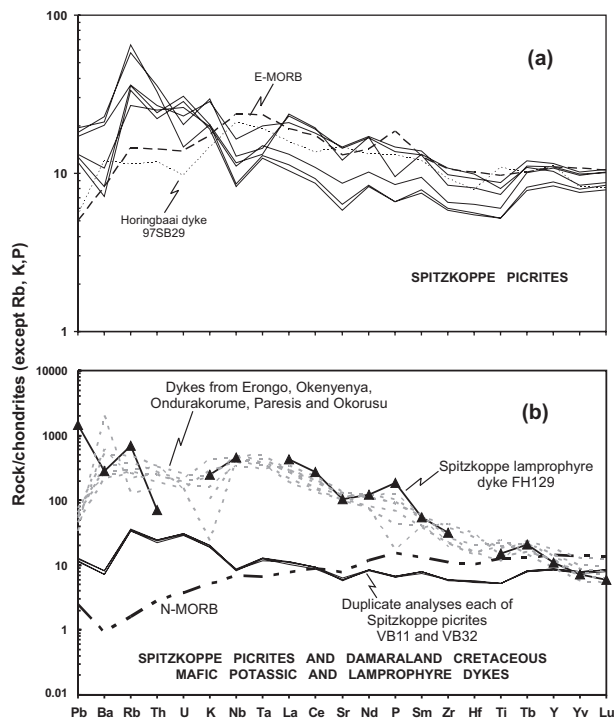 Rock/chondrites (except Rb, K,P)
100
10
1
(a)
E-MORB
Horingbaai dyke
97SB29
SPITZKOPPE PICRITES
10000
1000
100
10
1
0.1
0.01
(b)
Dykes from Erongo, Okenyenya,
Ondurakorume, Paresis and Okorusu
Spitzkoppe lamprophyre
dyke FH129
N-MORB
Duplicate analyses each of
Spitzkoppe picrites
VB11 and VB32
SPITZKOPPE PICRITES AND DAMARALAND CRETACEOUS
MAFIC POTASSIC AND LAMPROPHYRE DYKES
Pb Ba Rb Th U K Nb Ta La Ce Sr Nd P Sm Zr Hf Ti Tb Y Yv Lu